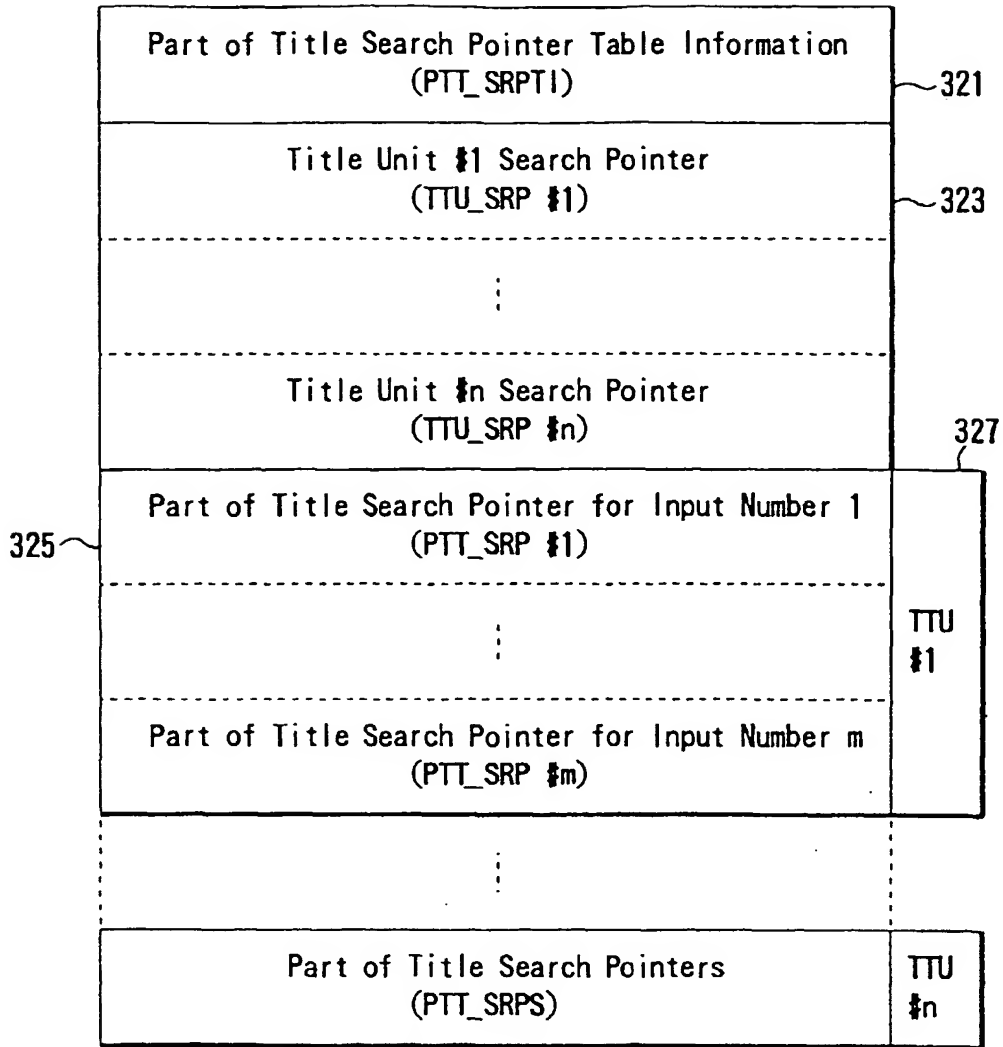 Part of Title Search Pointer Table Information
(PTT_SRPTI)
321
Title Unit #1 Search Pointer
(TTU_SRP #1)
323
Title Unit #n Search Pointer
(TTU_SRP #n)
327
Part of Title Search Pointer for Input Number 1
(PTT_SRP #1)
325
TTU
#1
Part of Title Search Pointer for Input Number m
(PTT_SRP #m)
Part of Title Search Pointers
(PTT_SRPS)
TTU
#n